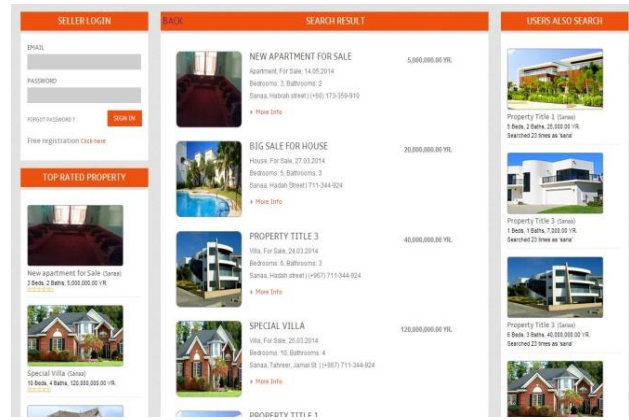 SELLER LOGIN
EMAIL
PASSWORD
FORGOT PASSWORD ?
SIGN IN
Free registration Click here
TOP RATED PROPERTY
New apartment for Sale (Sanaa)
3 Beds, 2 Baths, 5,000,000.00 YR.
Special Villa (Sanaa)
10 Beds, 4 Baths, 120,000,000.00 YR.
BACK
SEARCH RESULT
NEW APARTMENT FOR SALE
5,000,000.00 YR.
Apartment, For Sale, 14.05.2014
Bedrooms: 3, Bathrooms: 2
Sanaa, Habrah street | (+60) 173-359-810
+ More Info
BIG SALE FOR HOUSE
20,000,000.00 YR.
House, For Sale, 27.03.2014
Bedrooms: 5, Bathrooms: 3
Sanaa, Hadah Street | 711-344-924
+ More Info
PROPERTY TITLE 3
40,000,000.00 YR.
Villa, For Sale, 24.03.2014
Bedrooms: 6, Bathrooms: 3
Sanaa, Hadah street | (+967) 711-344-924
+ More Info
SPECIAL VILLA
120,000,000.00 YR.
Villa, For Sale, 25.03.2014
Bedrooms: 10, Bathrooms: 4
Sanaa, Tahreer, Jamal St. | (+967) 711-344-924
+ More Info
PROPERTY TITLE 1
USERS ALSO SEARCH
Property Title 1 (Sanaa)
5 Beds, 2 Baths, 25,000.00 YR.
Searched 23 times as 'sana'
Property Title 3 (Sanaa)
1 Beds, 1 Baths, 7,000.00 YR.
Searched 23 times as 'sana'
Property Title 3 (Sanaa)
6 Beds, 3 Baths, 40,000,000.00 YR.
Searched 23 times as 'sana'